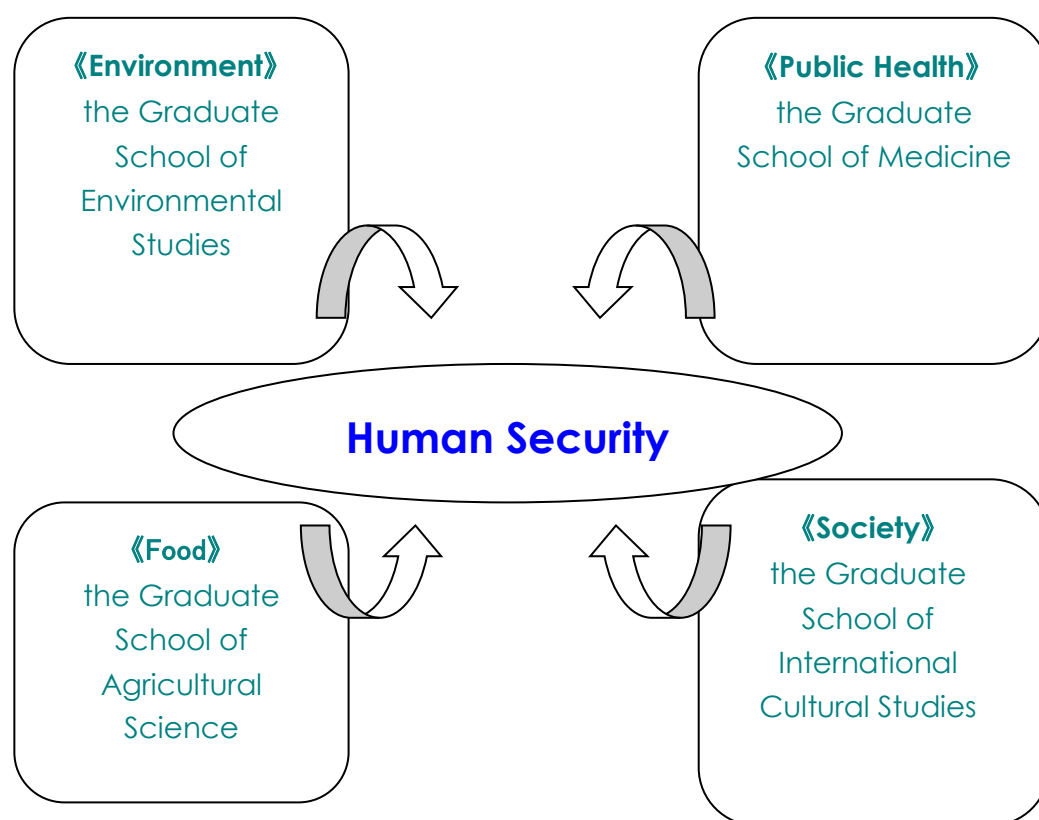 《Environment》
the Graduate
School of
Environmental
Studies
《Public Health》
the Graduate
School of Medicine
Human Security
《Food》
the Graduate
School of
Agricultural
Science
《Society》
the Graduate
School of
International
Cultural Studies